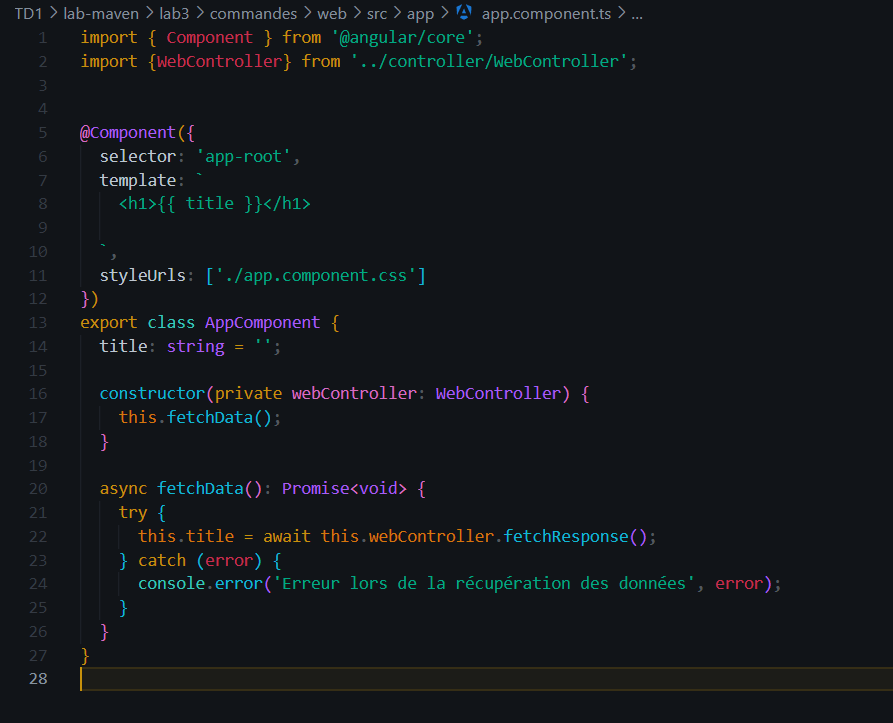 TD1 > lab-maven > lab3 > commandes > web > src > app > app.component.ts > ...
1 import { Component } from '@angular/core';
2 import {WebController} from '../controller/WebController';
3
4
5 @Component({
6   selector: 'app-root',
7   template: `
8     <h1>{{ title }}</h1>
9
10   `,
11   styleUrls: ['./app.component.css']
12 })
13 export class AppComponent {
14   title: string = '';
15
16   constructor(private webController: WebController) {
17     this.fetchData();
18   }
19
20   async fetchData(): Promise<void> {
21     try {
22       this.title = await this.webController.fetchResponse();
23     } catch (error) {
24       console.error('Erreur lors de la récupération des données', error);
25     }
26   }
27 }
28